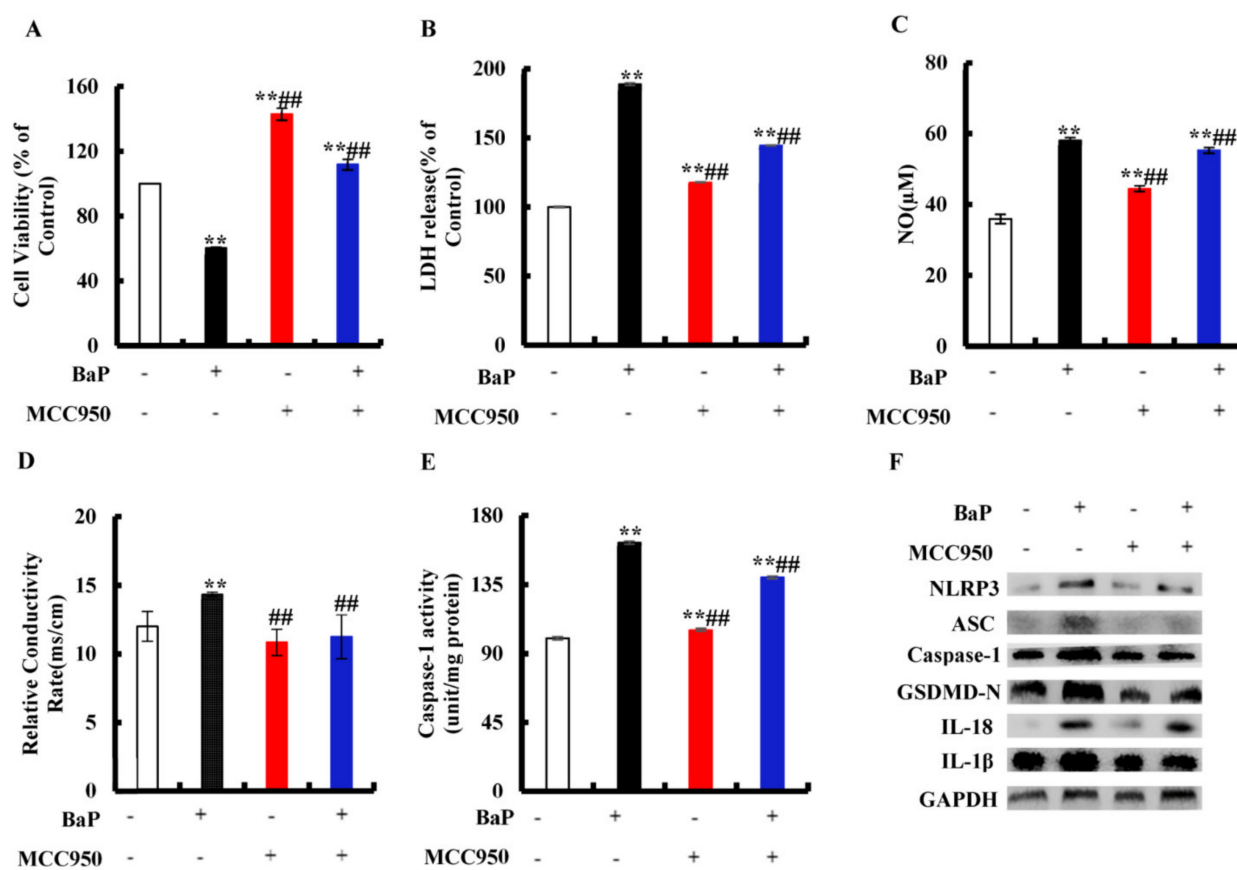 A
Cell Viability (% of
Control)
160
120
80
40
0
**
**##
**##
BaP - + - +
MCC950 - - + +
B
LDH release(% of
Control)
200
150
100
50
0
**
**##
**##
BaP - + - +
MCC950 - - + +
C
NO(μM)
80
60
40
20
0
**
**##
**##
BaP - + - +
MCC950 - - + +
D
Relative Conductivity
Rate(ms/cm)
20
15
10
5
0
**
##
##
BaP - + - +
MCC950 - - + +
E
Caspase-1 activity
(unit/mg protein)
180
135
90
45
0
**
**##
**##
BaP - + - +
MCC950 - - + +
F
BaP - + - +
MCC950 - - + +
NLRP3
ASC
Caspase-1
GSDMD-N
IL-18
IL-1β
GAPDH